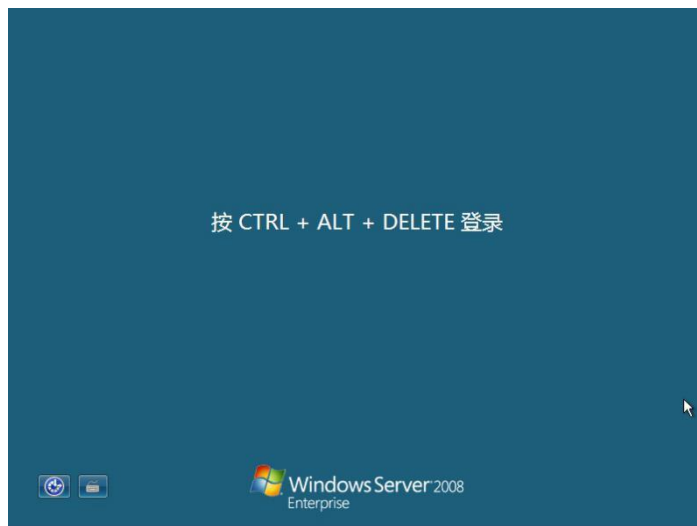 按 CTRL + ALT + DELETE 登录
Windows Server 2008
Enterprise